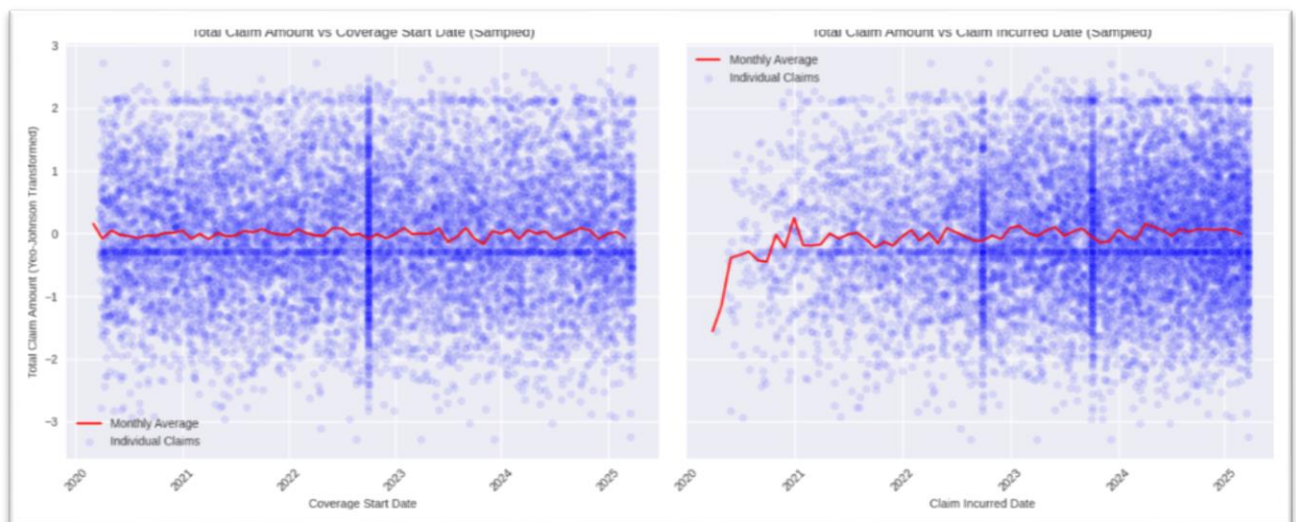 Total Claim Amount vs Coverage Start Date (Sampled)
Total Claim Amount (Yeo-Johnson Transformed)
3
2
1
0
−1
−2
−3
Monthly Average
Individual Claims
2020
2021
2022
2023
2024
2025
Coverage Start Date
Total Claim Amount vs Claim Incurred Date (Sampled)
Monthly Average
Individual Claims
2020
2021
2022
2023
2024
2025
Claim Incurred Date